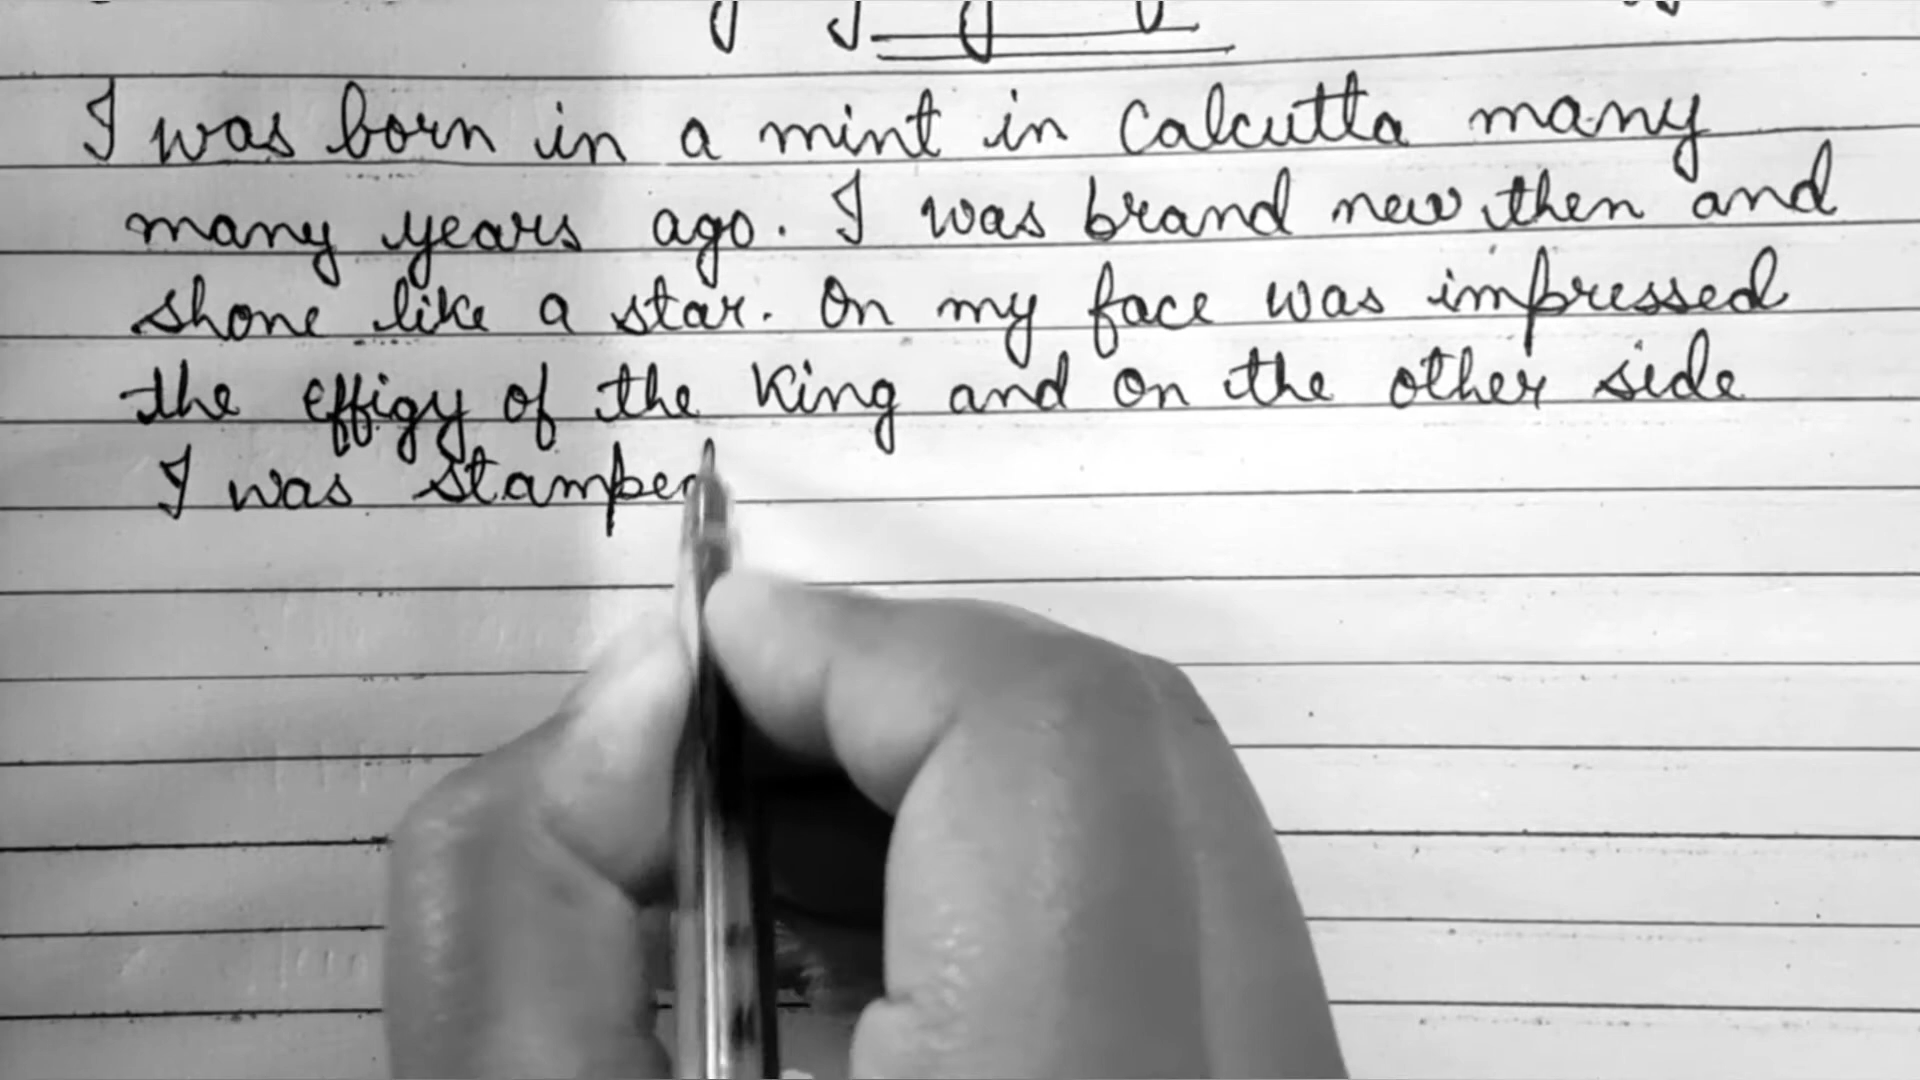 I was born in a mint in Calcutta many
many years ago. I was brand new then and
shone like a star. On my face was impressed
the effigy of the King and on the other side
I was